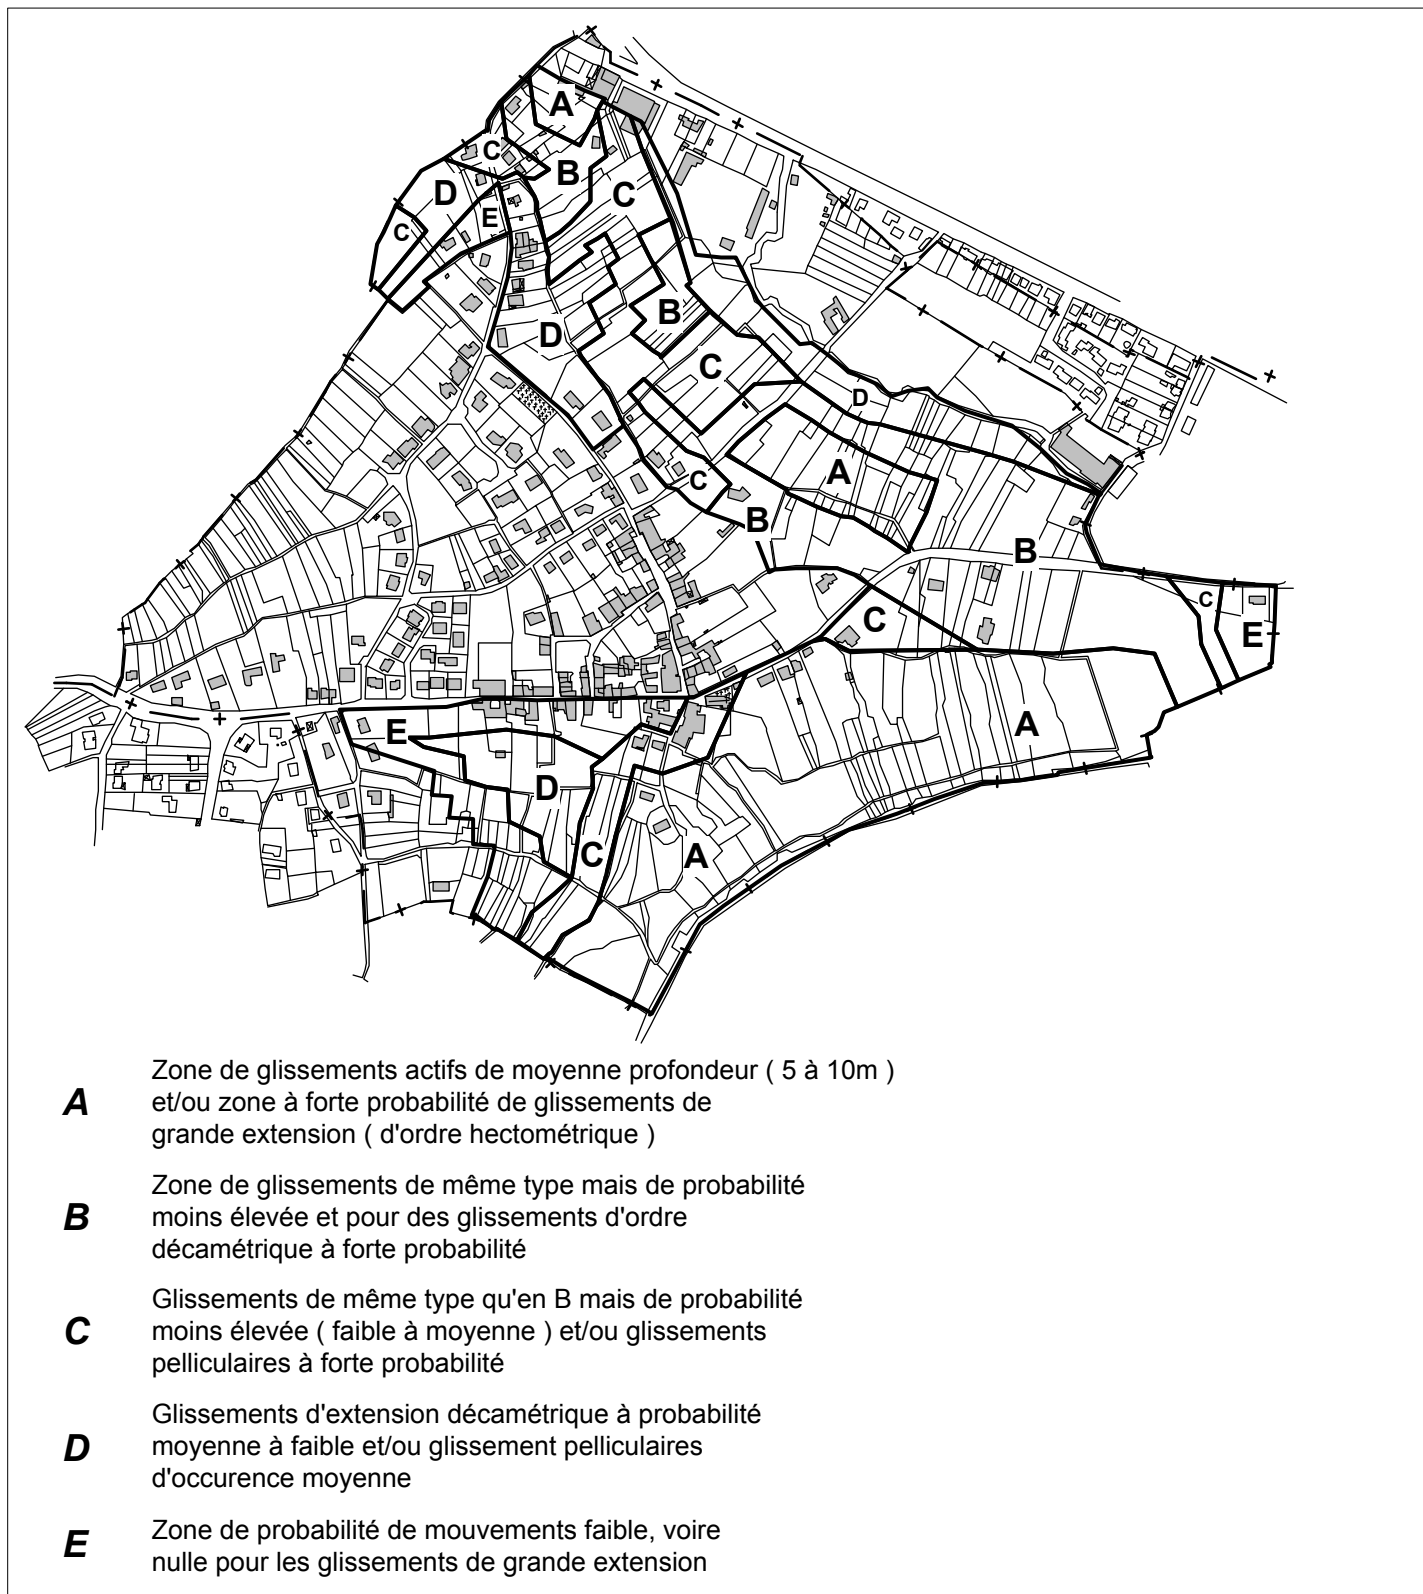 A
C
B
D
C
E
C
B
D
C
D
A
C
B
B
C
C
E
A
E
D
C
A
A
Zone de glissements actifs de moyenne profondeur ( 5 à 10m )
et/ou zone à forte probabilité de glissements de
grande extension ( d'ordre hectométrique )
B
Zone de glissements de même type mais de probabilité
moins élevée et pour des glissements d'ordre
décamétrique à forte probabilité
C
Glissements de même type qu'en B mais de probabilité
moins élevée ( faible à moyenne ) et/ou glissements
pelliculaires à forte probabilité
D
Glissements d'extension décamétrique à probabilité
moyenne à faible et/ou glissement pelliculaires
d'occurence moyenne
E
Zone de probabilité de mouvements faible, voire
nulle pour les glissements de grande extension